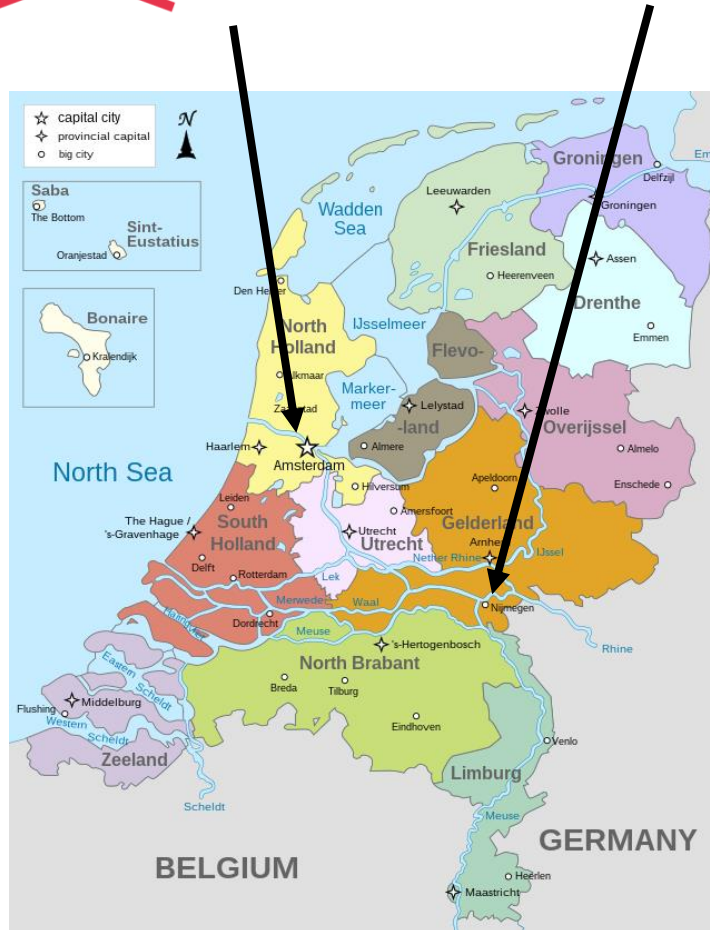 capital city
provincial capital
big city
N
Saba
The Bottom
Sint-
Eustatius
Oranjestad
Bonaire
Kralendijk
Wadden
Sea
Groningen
Em
Delfzijl
Leeuwarden
Groningen
Friesland
Assen
Heerenveen
Den Helder
Drenthe
North
Holland
IJsselmeer
Emmen
Flevo-
Alkmaar
Marker-
meer
Zaanstad
Lelystad
Zwolle
-land
Overijssel
Haarlem
Almere
Almelo
Amsterdam
North Sea
Hilversum
Apeldoorn
Enschede
Leiden
Amersfoort
The Hague /
's-Gravenhage
South
Holland
Utrecht
Utrecht
Gelderland
Arnhem
IJssel
Delft
Nether Rhine
Rotterdam
Lek
Merwede
Waal
Nijmegen
Haringvliet
Dordrecht
Meuse
's-Hertogenbosch
Rhine
Eastern
Scheldt
North Brabant
Breda
Tilburg
Middelburg
Flushing
Western
Scheldt
Eindhoven
Venlo
Zeeland
Limburg
Scheldt
Meuse
BELGIUM
GERMANY
Heerlen
Maastricht